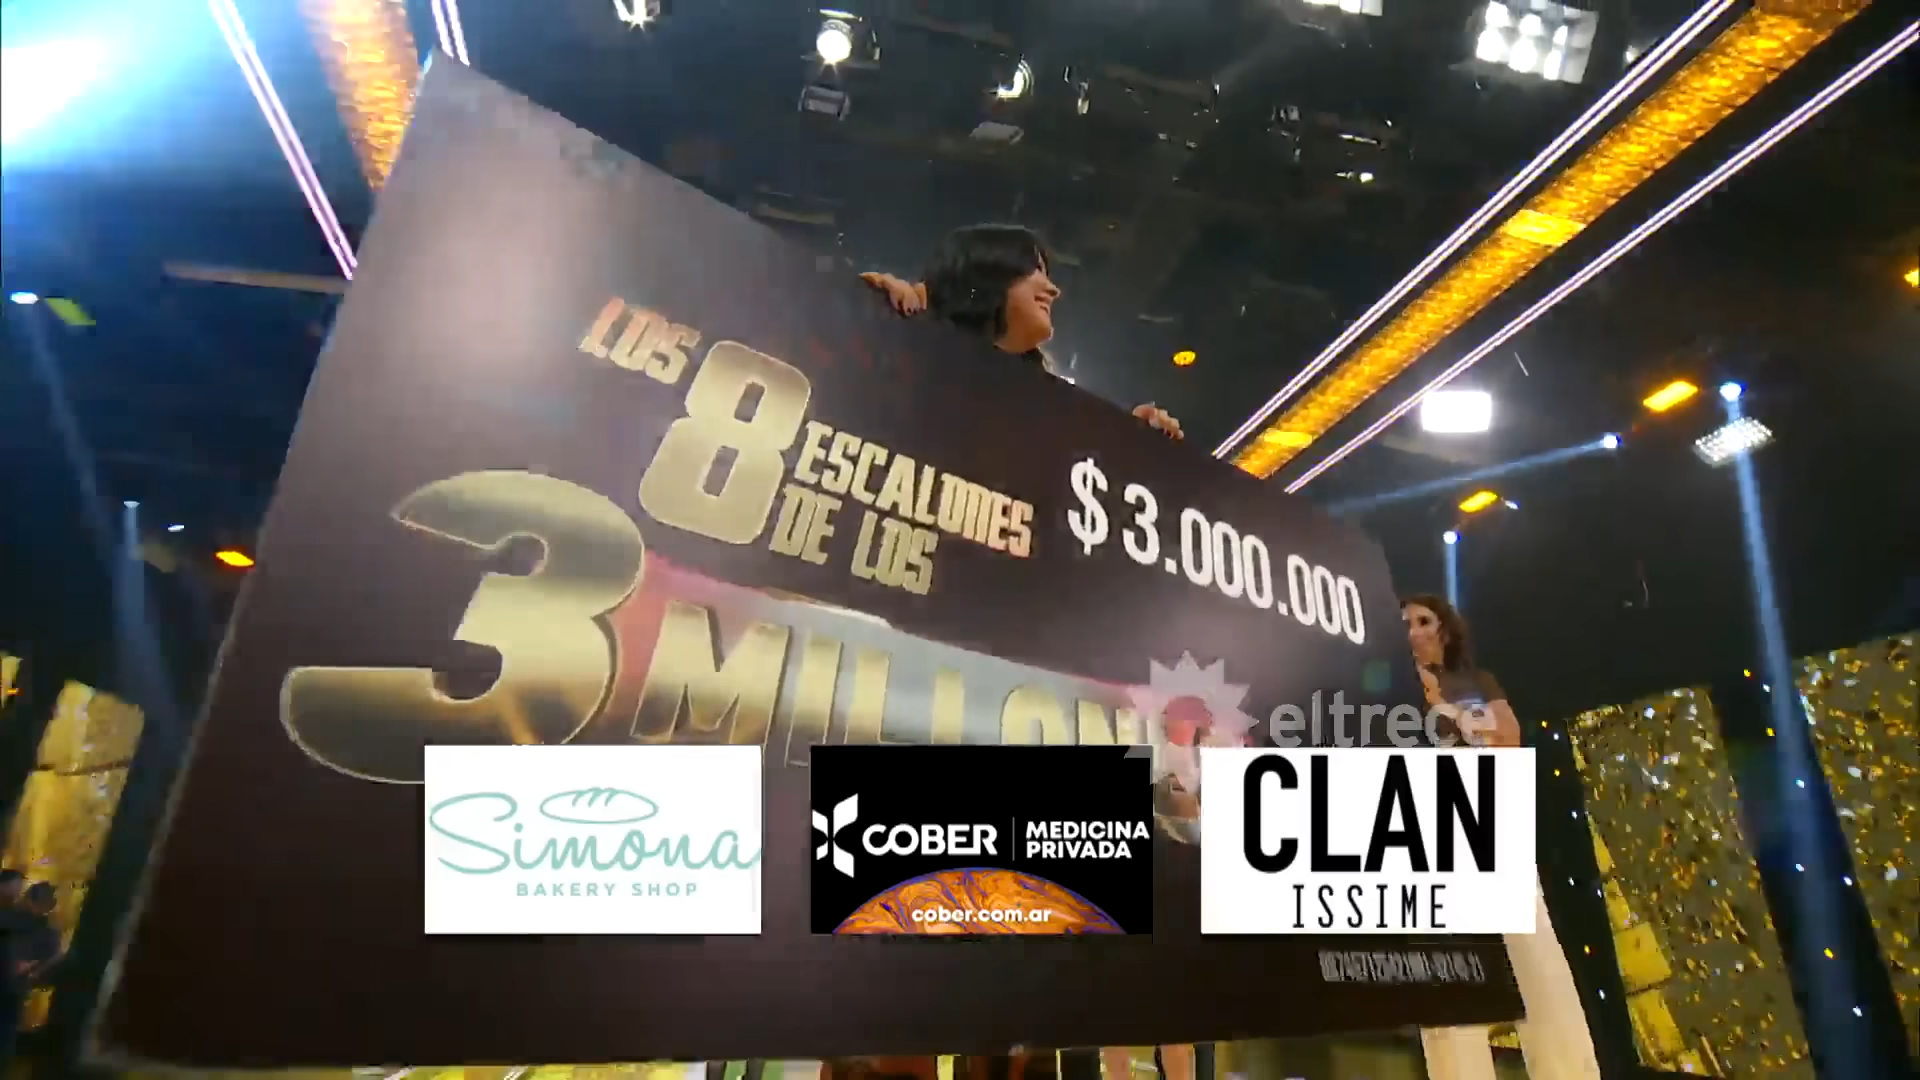 LOS
8
ESCALONES
DE LOS
3 MILLON
$3.000.000
eltrece
Simona
BAKERY SHOP
COBER
MEDICINA
PRIVADA
cober.com.ar
CLAN
ISSIME